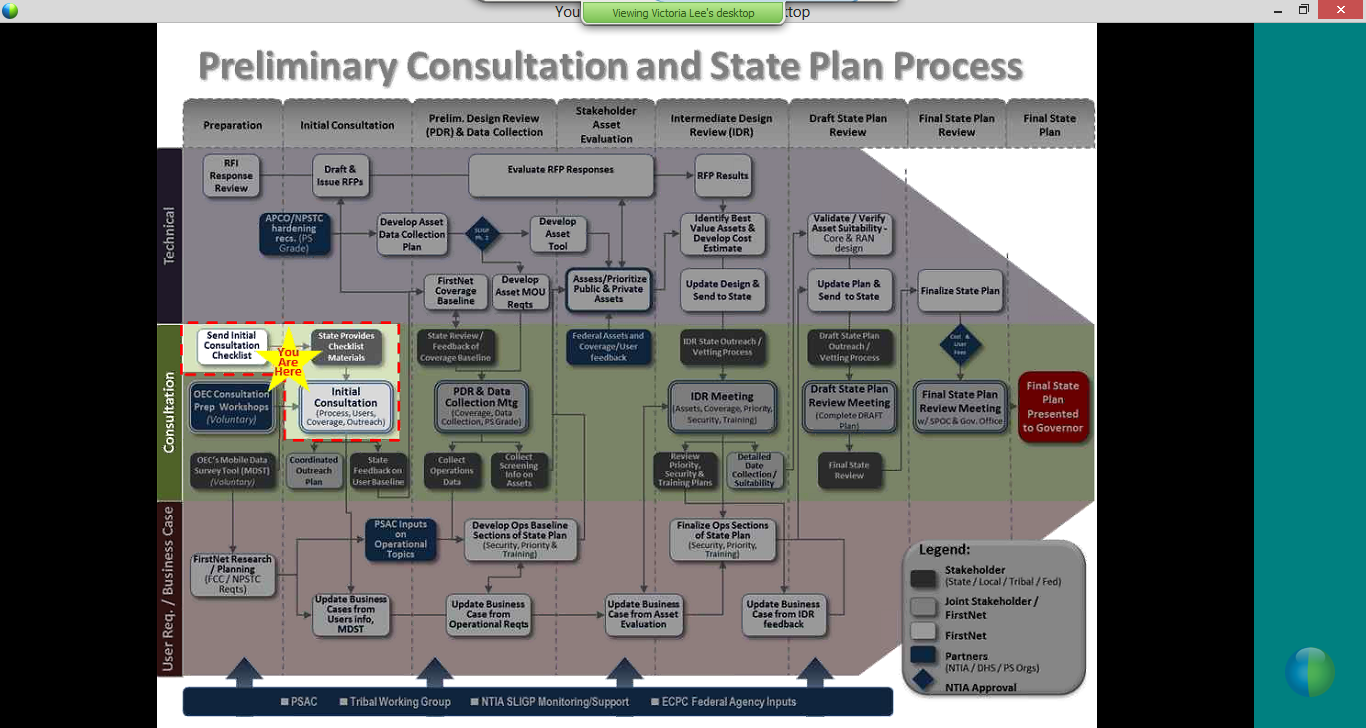 You
Viewing Victoria Lee's desktop
top
Preliminary Consultation and State Plan Process
Preparation
Initial Consultation
Prelim. Design Review
(PDR) & Data Collection
Stakeholder
Asset
Evaluation
Intermediate Design
Review (IDR)
Draft State Plan
Review
Final State Plan
Review
Final State
Plan
Technical
RFI
Response
Review
Draft &
Issue RFPs
Evaluate RFP Responses
RFP Results
APCO/NPSTC
hardening
recs. (PS
Grade)
Develop Asset
Data Collection
Plan
SLIGP
Ph. 2
Develop
Asset
Tool
Identify Best
Value Assets &
Develop Cost
Estimate
Validate / Verify
Asset Suitability -
Core & RAN
design
FirstNet
Coverage
Baseline
Develop
Asset MOU
Reqts
Assess/Prioritize
Public & Private
Assets
Update Design &
Send to State
Update Plan &
Send to State
Finalize State Plan
Consultation
Send Initial
Consultation
Checklist
You
Are
Here
State Provides
Checklist
Materials
State Review /
Feedback of
Coverage Baseline
Federal Assets and
Coverage/User
feedback
IDR State Outreach /
Vetting Process
Draft State Plan
Outreach /
Vetting Process
Cost &
User
Fees
OEC Consultation
Prep Workshops
(Voluntary)
Initial
Consultation
(Process, Users,
Coverage, Outreach)
PDR & Data
Collection Mtg
(Coverage, Data
Collection, PS Grade)
IDR Meeting
(Assets, Coverage, Priority,
Security, Training)
Draft State Plan
Review Meeting
(Complete DRAFT
Plan)
Final State Plan
Review Meeting
w/ SPOC & Gov. Office
Final State
Plan
Presented
to Governor
OEC's Mobile Data
Survey Tool (MDST)
(Voluntary)
Coordinated
Outreach
Plan
State
Feedback on
User Baseline
Collect
Operations
Data
Collect
Screening
Info on
Assets
Review
Priority,
Security &
Training Plans
Detailed
Date
Collection /
Suitability
Final State
Review
User Req. / Business Case
FirstNet Research
/ Planning
(FCC / NPSTC
Reqts)
PSAC Inputs
on
Operational
Topics
Develop Ops Baseline
Sections of State Plan
(Security, Priority &
Training)
Finalize Ops Sections
of State Plan
(Security, Priority,
Training)
Update Business
Cases from
Users info,
MDST
Update Business
Case from
Operational Reqts
Update Business
Case from Asset
Evaluation
Update Business
Case from IDR
feedback
Legend:
Stakeholder
(State / Local / Tribal / Fed)
Joint Stakeholder /
FirstNet
FirstNet
Partners
(NTIA / DHS / PS Orgs)
NTIA Approval
PSAC
Tribal Working Group
NTIA SLIGP Monitoring/Support
ECPC Federal Agency Inputs